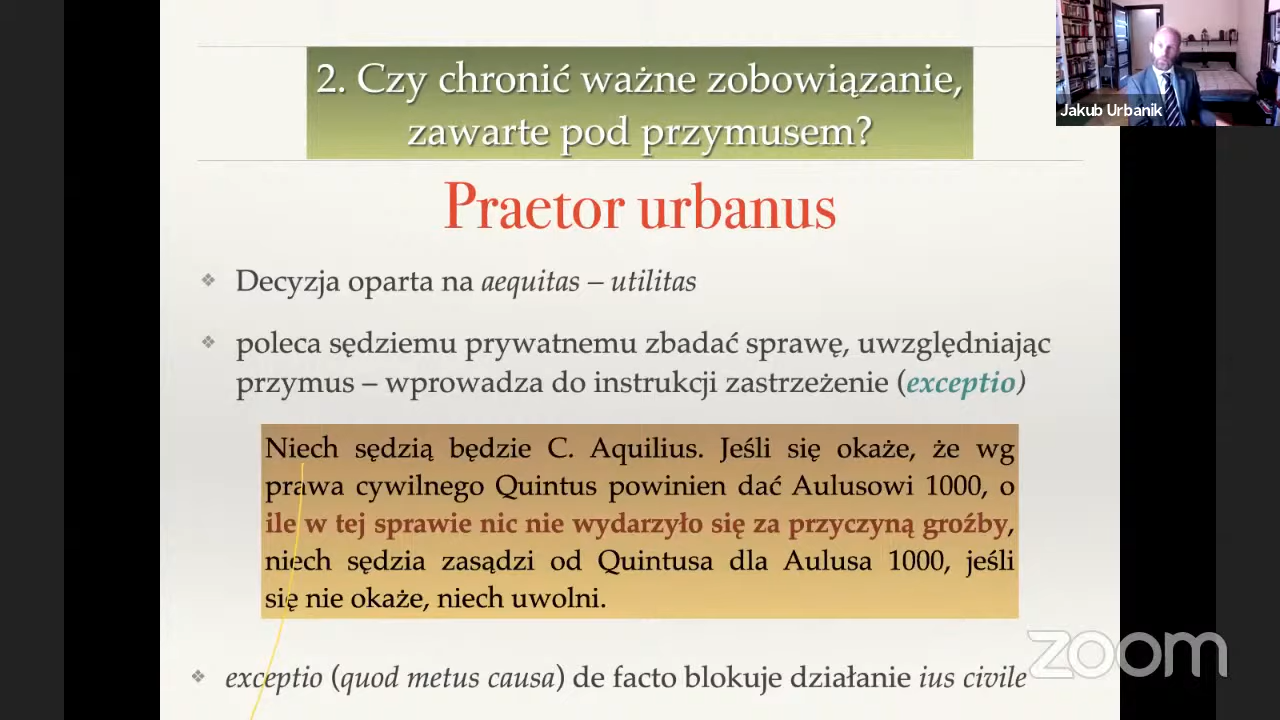 2. Czy chronić ważne zobowiązanie,
zawarte pod przymusem?
Jakub Urbanik
Praetor urbanus
Decyzja oparta na aequitas – utilitas
poleca sędziemu prywatnemu zbadać sprawę, uwzględniając
przymus – wprowadza do instrukcji zastrzeżenie (exceptio)
Niech sędzią będzie C. Aquilius. Jeśli się okaże, że wg
prawa cywilnego Quintus powinien dać Aulusowi 1000, o
ile w tej sprawie nic nie wydarzyło się za przyczyną groźby,
niech sędzia zasądzi od Quintusa dla Aulusa 1000, jeśli
się nie okaże, niech uwolni.
zoom
exceptio (quod metus causa) de facto blokuje działanie ius civile